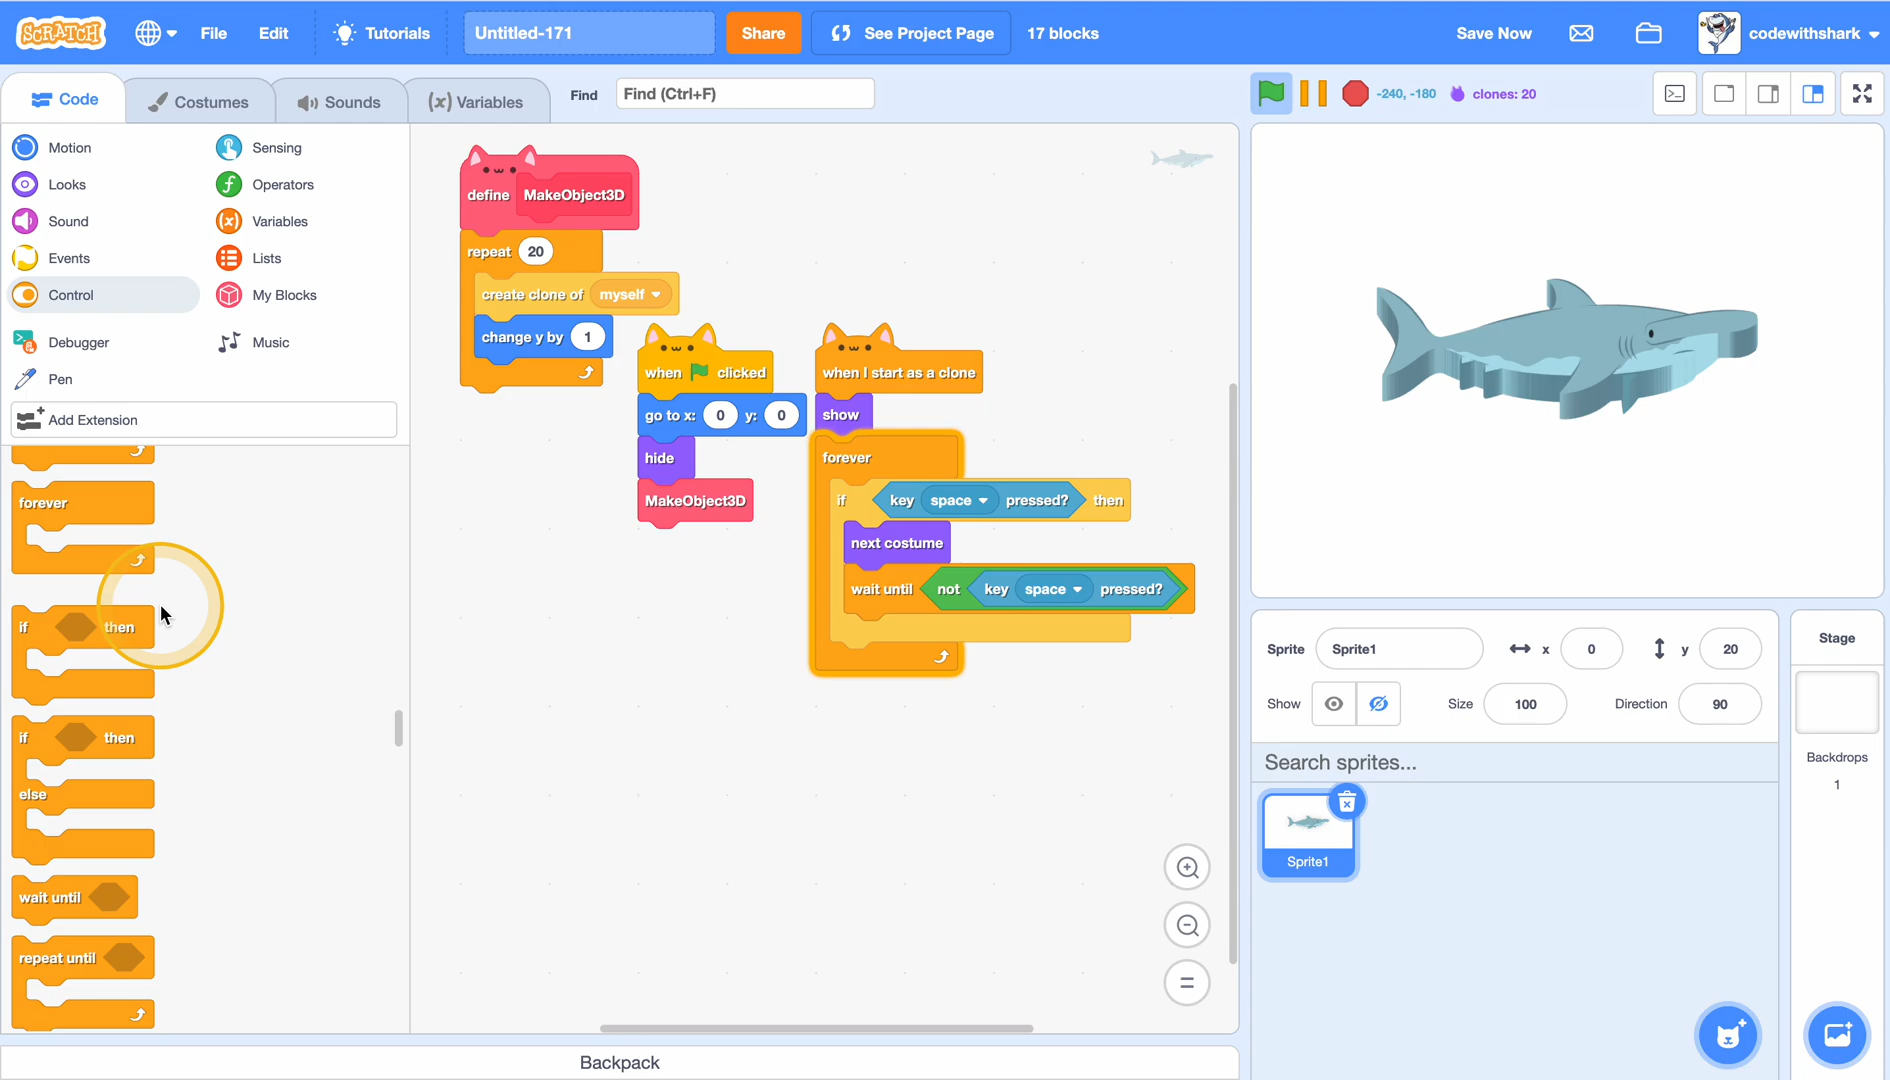 SCRATCH
File
Edit
Tutorials
Untitled-171
Share
See Project Page
17 blocks
Save Now
codewithshark
Code
Costumes
Sounds
(x) Variables
Find
Find (Ctrl+F)
-240, -180
clones: 20
Motion
Looks
Sound
Events
Control
Debugger
Pen
Sensing
Operators
Variables
Lists
My Blocks
Music
Add Extension
forever
if then
if then
else
wait until
repeat until
define MakeObject3D
repeat 20
create clone of myself
change y by 1
when clicked
go to x: 0 y: 0
hide
MakeObject3D
when I start as a clone
show
forever
if key space pressed? then
next costume
wait until not key space pressed?
Backpack
Sprite Sprite1 x 0 y 20
Show Size 100 Direction 90
Search sprites...
Sprite1
Stage
Backdrops
1